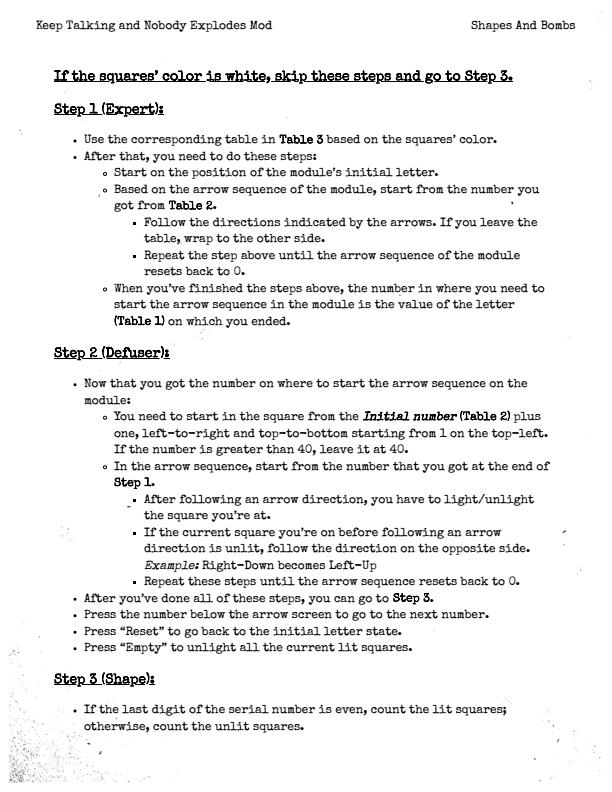 Keep Talking and Nobody Explodes Mod
Shapes And Bombs
If the squares' color is white, skip these steps and go to Step 3.
Step 1 (Expert):
• Use the corresponding table in Table 3 based on the squares' color.
• After that, you need to do these steps:
Start on the position of the module's initial letter.
Based on the arrow sequence of the module, start from the number you
got from Table 2.
▪ Follow the directions indicated by the arrows. If you leave the
table, wrap to the other side.
▪ Repeat the step above until the arrow sequence of the module
resets back to 0.
When you've finished the steps above, the number in where you need to
start the arrow sequence in the module is the value of the letter
(Table 1) on which you ended.
Step 2 (Defuser):
• Now that you got the number on where to start the arrow sequence on the
module:
You need to start in the square from the Initial number (Table 2) plus
one, left-to-right and top-to-bottom starting from 1 on the top-left.
If the number is greater than 40, leave it at 40.
In the arrow sequence, start from the number that you got at the end of
Step 1.
▪ After following an arrow direction, you have to light/unlight
the square you're at.
▪ If the current square you're on before following an arrow
direction is unlit, follow the direction on the opposite side.
Example: Right-Down becomes Left-Up
▪ Repeat these steps until the arrow sequence resets back to 0.
• After you've done all of these steps, you can go to Step 3.
• Press the number below the arrow screen to go to the next number.
• Press "Reset" to go back to the initial letter state.
• Press "Empty" to unlight all the current lit squares.
Step 3 (Shape):
• If the last digit of the serial number is even, count the lit squares;
otherwise, count the unlit squares.